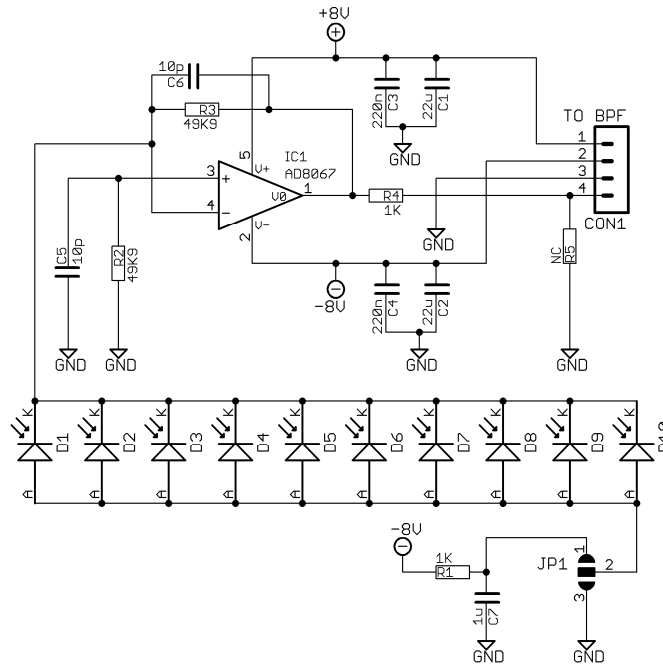 +8V
10p
C6
R3
49K9
220n
C3
22u
C1
GND
TO BPF
1
2
3
4
CON1
IC1
AD8067
5
V+
3
+
4
-
VO
1
V-
2
R4
1K
GND
NC
R5
GND
C5
10p
R2
49K9
GND
GND
-8V
220n
C4
22u
C2
GND
K
D1
A
K
D2
A
K
D3
A
K
D4
A
K
D5
A
K
D6
A
K
D7
A
K
D8
A
K
D9
A
K
D10
A
-8V
1K
R1
1u
C7
GND
JP1
1
2
3
GND